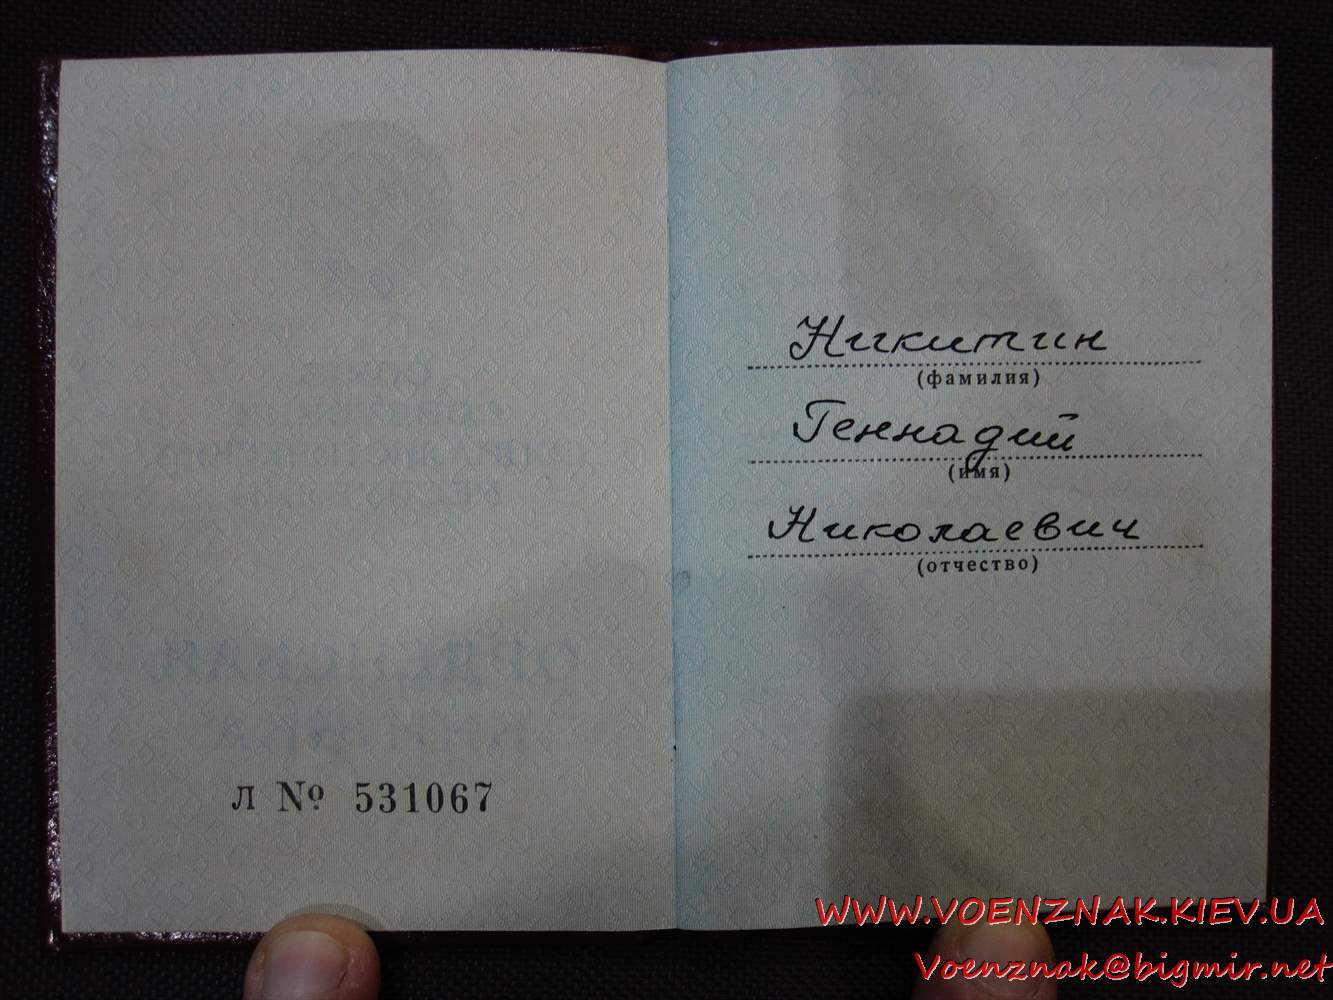 л № 531067
Никитин
(фамилия)
Геннадий
(имя)
Николаевич
(отчество)
WWW.VOENZNAK.KIEV.UA
Voenznak@bigmir.net